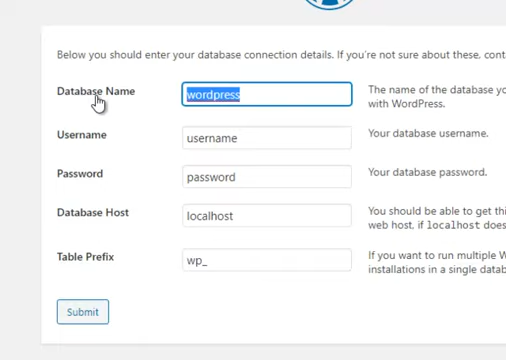 Below you should enter your database connection details. If you're not sure about these, cont
Database Name
wordpress
The name of the database yo
with WordPress.
Username
username
Your database username.
Password
password
Your database password.
Database Host
localhost
You should be able to get thi
web host, if localhost does
Table Prefix
wp_
If you want to run multiple W
installations in a single datab
Submit